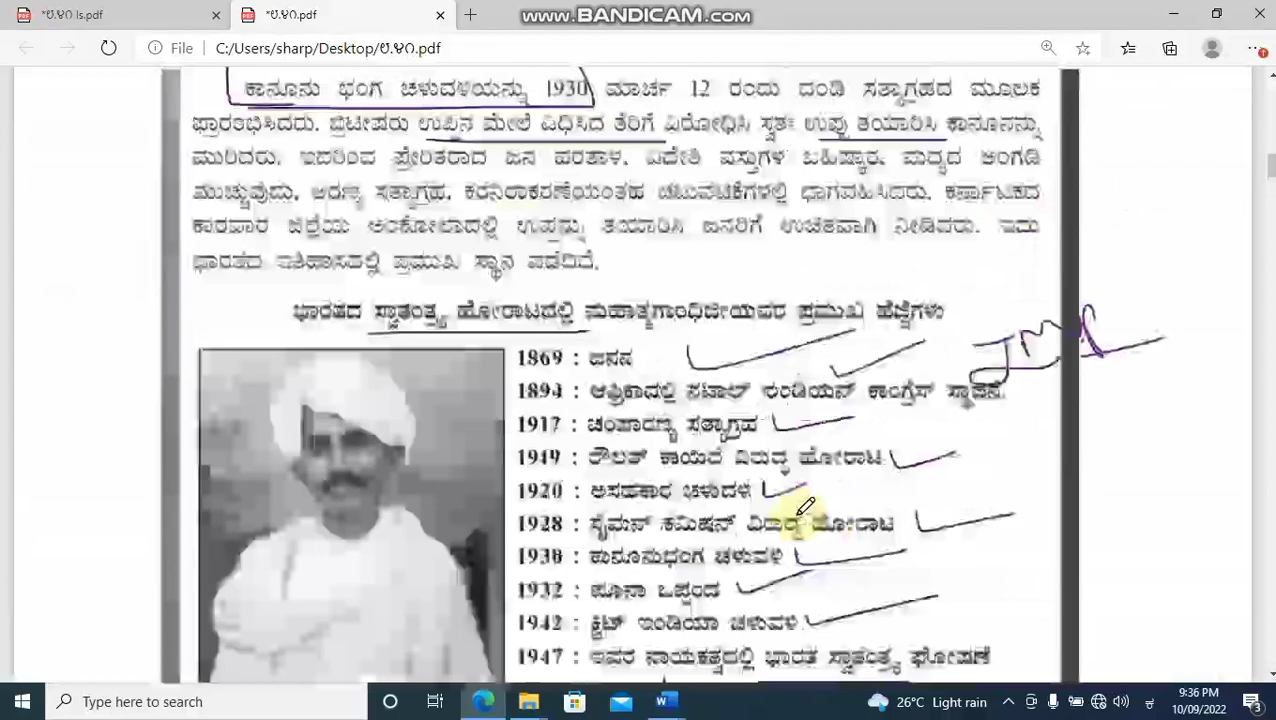 www.BANDICAM.com
File C:/Users/sharp/Desktop/ಅ.ಭಾ.pdf
ಕಾನೂನು ಭಂಗ ಚಳುವಳಿಯನ್ನು 1930 ಮಾರ್ಚ 12 ರಂದು ದಂಡಿ ಸತ್ಯಾಗ್ರಹದ ಮೂಲಕ
ಪ್ರಾರಂಭಿಸಿದರು. ಬ್ರಿಟೀಷರು ಉಪ್ಪಿನ ಮೇಲೆ ವಿಧಿಸಿದ ತೆರಿಗೆ ವಿರೋಧಿಸಿ ಸ್ವತಃ ಉಪ್ಪು ತಯಾರಿಸಿ ಕಾನೂನನ್ನು
ಮುರಿದರು. ಇದರಿಂದ ಪ್ರೇರಿತರಾದ ಜನ ಹರತಾಳ, ವಿದೇಶಿ ವಸ್ತುಗಳ ಬಹಿಷ್ಕಾರ, ಮದ್ಯದ ಅಂಗಡಿ
ಮುಚ್ಚುವುದು, ಅರಣ್ಯ ಸತ್ಯಾಗ್ರಹ, ಕರನಿರಾಕರಣೆಯಂತಹ ಚಟುವಟಿಕೆಗಳಲ್ಲಿ ಭಾಗವಹಿಸಿದರು. ಕರ್ನಾಟಕದ
ಕಾರವಾರ ಜಿಲ್ಲೆಯ ಅಂಕೋಲಾದಲ್ಲಿ ಉಪ್ಪನ್ನು ತಯಾರಿಸಿ ಜನರಿಗೆ ಉಚಿತವಾಗಿ ನೀಡಿದರು. ಇದು
ಭಾರತದ ಇತಿಹಾಸದಲ್ಲಿ ಪ್ರಮುಖ ಸ್ಥಾನ ಪಡೆದಿದೆ.
ಭಾರತದ ಸ್ವಾತಂತ್ರ್ಯ ಹೋರಾಟದಲ್ಲಿ ಮಹಾತ್ಮಗಾಂಧಿಜೀಯವರ ಪ್ರಮುಖ ಹೆಜ್ಜೆಗಳು
1869 : ಜನನ
1894 : ಆಫ್ರಿಕಾದಲ್ಲಿ ನಟಾಲ್ ಇಂಡಿಯನ್ ಕಾಂಗ್ರೆಸ್ ಸ್ಥಾಪನೆ.
1917 : ಚಂಪಾರಣ್ಯ ಸತ್ಯಾಗ್ರಹ
1919 : ರೌಲತ್ ಕಾಯಿದೆ ವಿರುದ್ಧ ಹೋರಾಟ
1920 : ಅಸಹಕಾರ ಚಳುವಳಿ
1928 : ಸೈಮನ್ ಕಮಿಷನ್ ವಿರುದ್ಧ ಹೋರಾಟ
1930 : ಕಾನೂನುಭಂಗ ಚಳುವಳಿ
1932 : ಪೂನಾ ಒಪ್ಪಂದ
1942 : ಕ್ವಿಟ್ ಇಂಡಿಯಾ ಚಳುವಳಿ
1947 : ಇವರ ನಾಯಕತ್ವದಲ್ಲಿ ಭಾರತ ಸ್ವಾತಂತ್ರ್ಯ ಘೋಷಣೆ
Type here to search
26°C Light rain
9:36 PM
10/09/2022